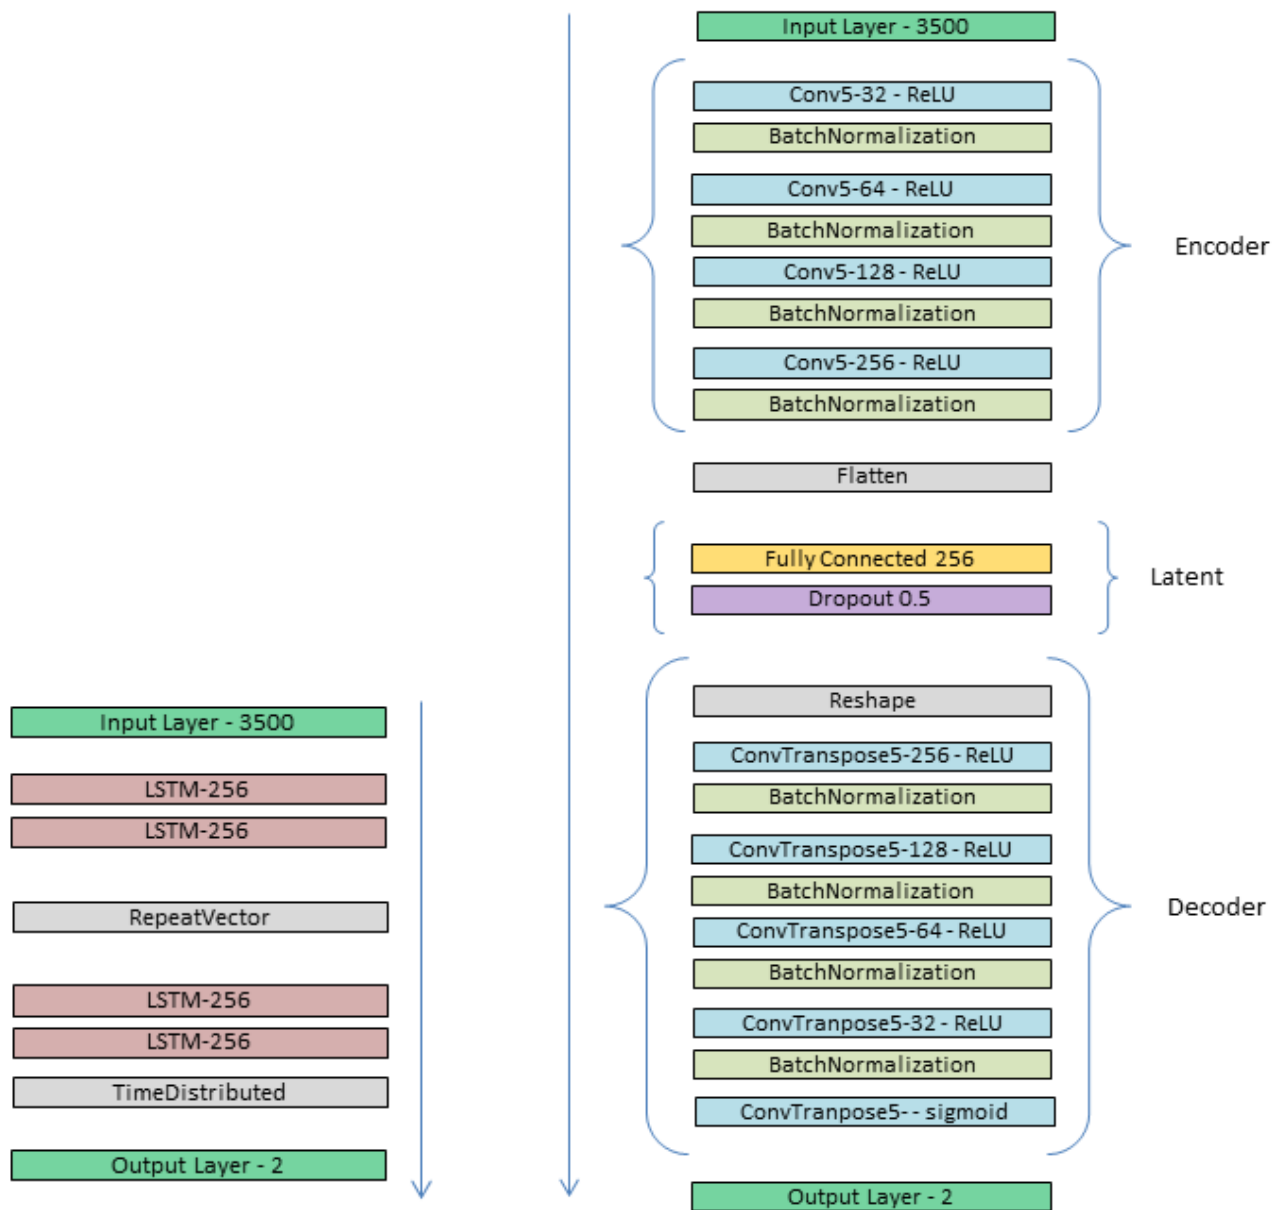 Input Layer - 3500
LSTM-256
LSTM-256
RepeatVector
LSTM-256
LSTM-256
TimeDistributed
Output Layer - 2
Input Layer - 3500
Conv5-32 - ReLU
BatchNormalization
Conv5-64 - ReLU
BatchNormalization
Conv5-128 - ReLU
BatchNormalization
Conv5-256 - ReLU
BatchNormalization
Encoder
Flatten
Fully Connected 256
Dropout 0.5
Latent
Reshape
ConvTranspose5-256 - ReLU
BatchNormalization
ConvTranspose5-128 - ReLU
BatchNormalization
ConvTranspose5-64 - ReLU
BatchNormalization
ConvTranpose5-32 - ReLU
BatchNormalization
ConvTranpose5-- sigmoid
Decoder
Output Layer - 2